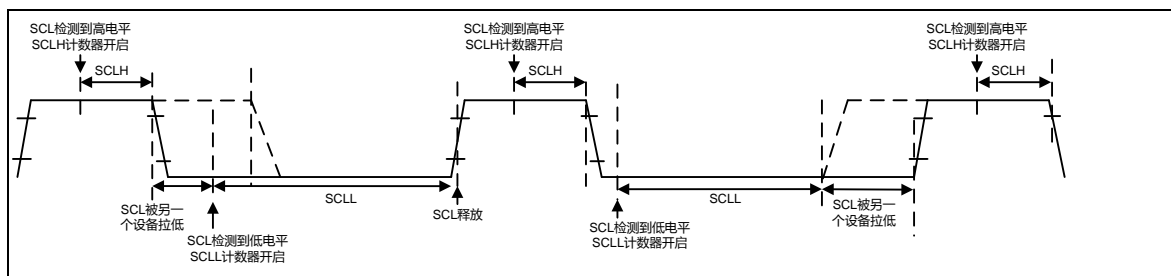 SCL检测到高电平
SCLH计数器开启
SCLH
SCL检测到高电平
SCLH计数器开启
SCLH
SCL检测到高电平
SCLH计数器开启
SCLH
SCL被另一
个设备拉低
SCLL
SCL检测到低电平
SCLL计数器开启
SCL释放
SCLL
SCL检测到低电平
SCLL计数器开启
SCL被另一
个设备拉低